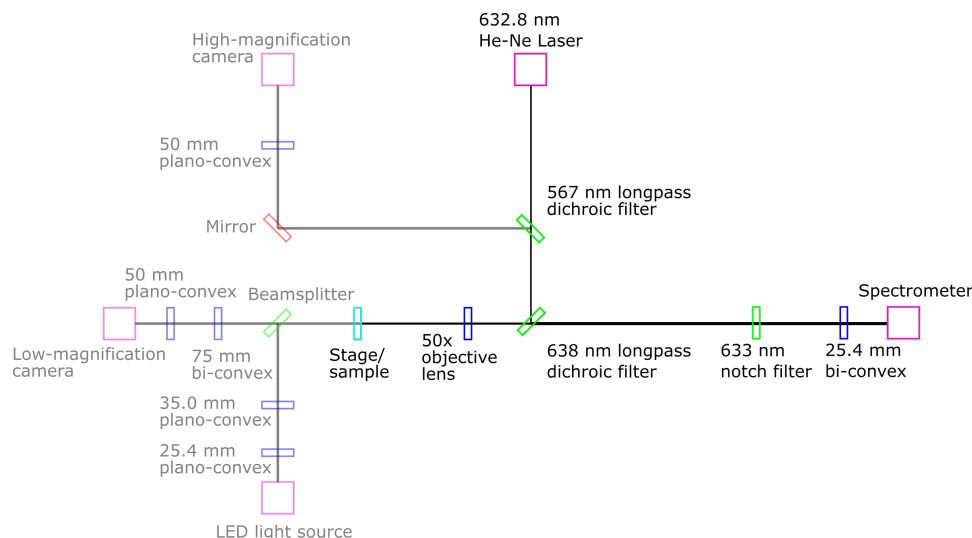 High-magnification
camera
632.8 nm
He-Ne Laser
50 mm
plano-convex
567 nm longpass
dichroic filter
Mirror
50 mm
plano-convex
Beamsplitter
Spectrometer
Low-magnification
camera
75 mm
bi-convex
Stage/
sample
50x
objective
lens
638 nm longpass
dichroic filter
633 nm
notch filter
25.4 mm
bi-convex
35.0 mm
plano-convex
25.4 mm
plano-convex
LED light source